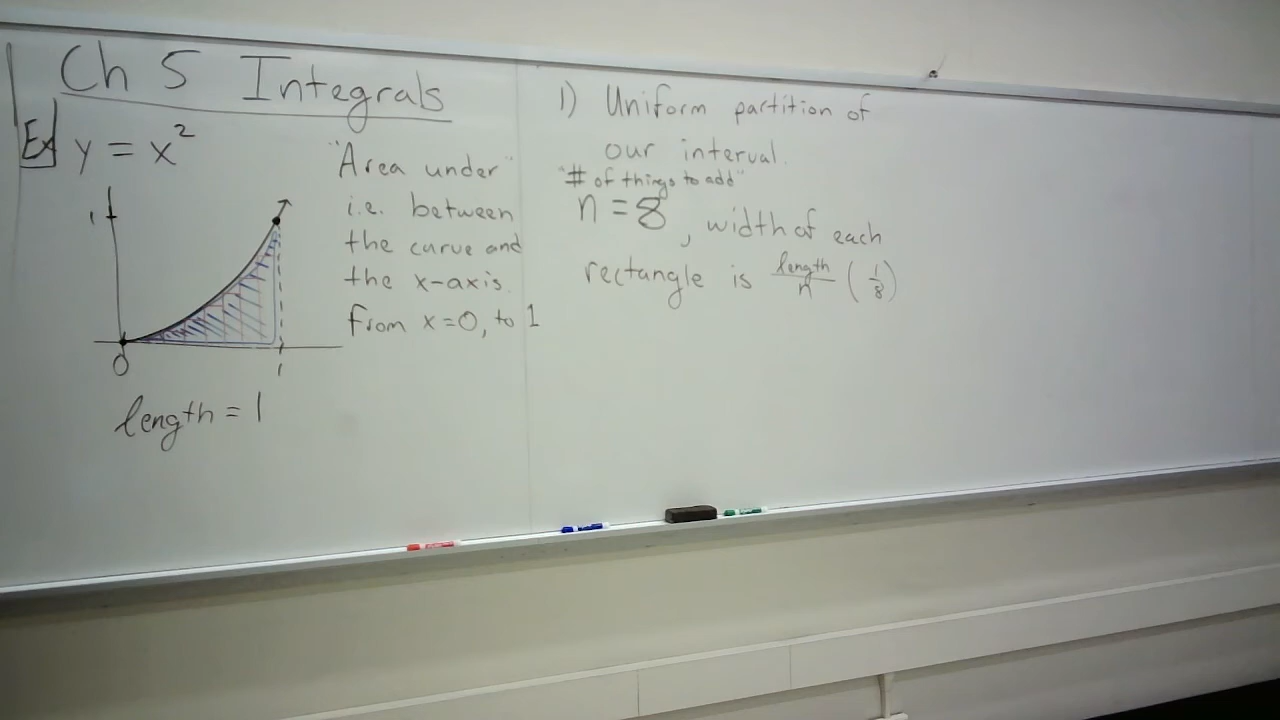 Ch 5 Integrals
Ex y = x²
"Area under"
i.e. between
the curve and
the x-axis.
from x=0, to 1
1
0 1
length = 1
1) Uniform partition of
our interval.
"# of things to add"
n = 8, width of each
rectangle is length/n (1/8)